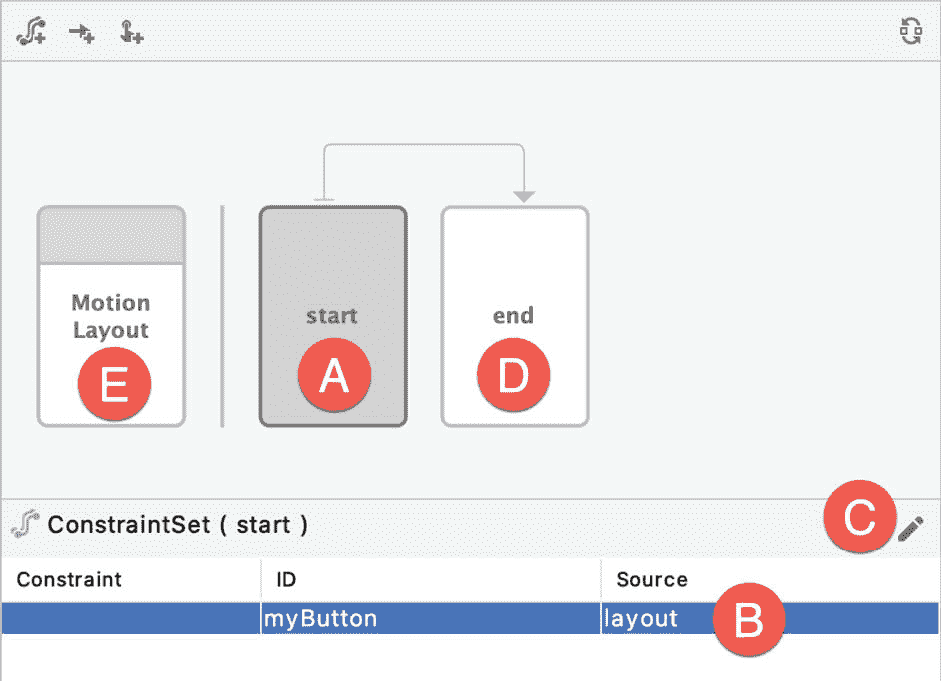 Motion
Layout
E
start
A
end
D
ConstraintSet ( start )
C
Constraint ID Source
myButton layout B